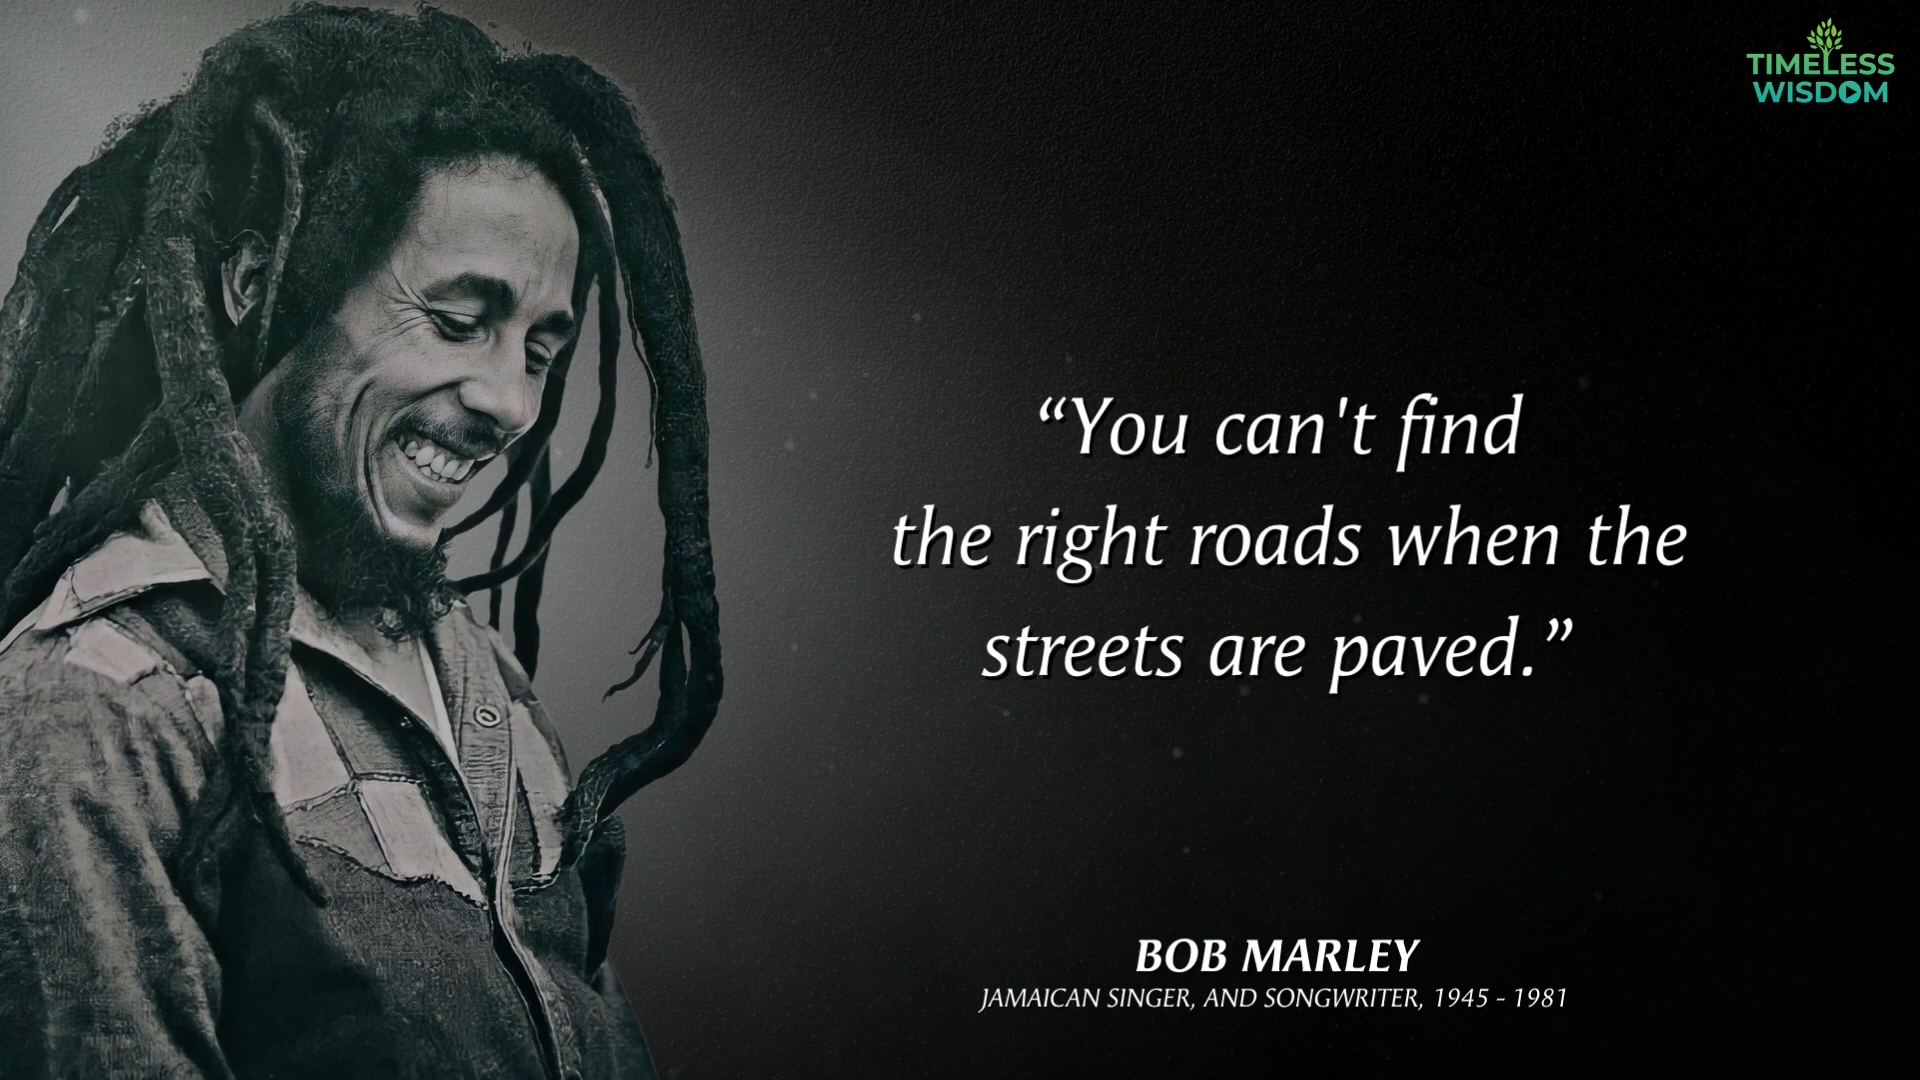 TIMELESS
WISDOM
“You can't find
the right roads when the
streets are paved.”
BOB MARLEY
JAMAICAN SINGER, AND SONGWRITER, 1945 - 1981